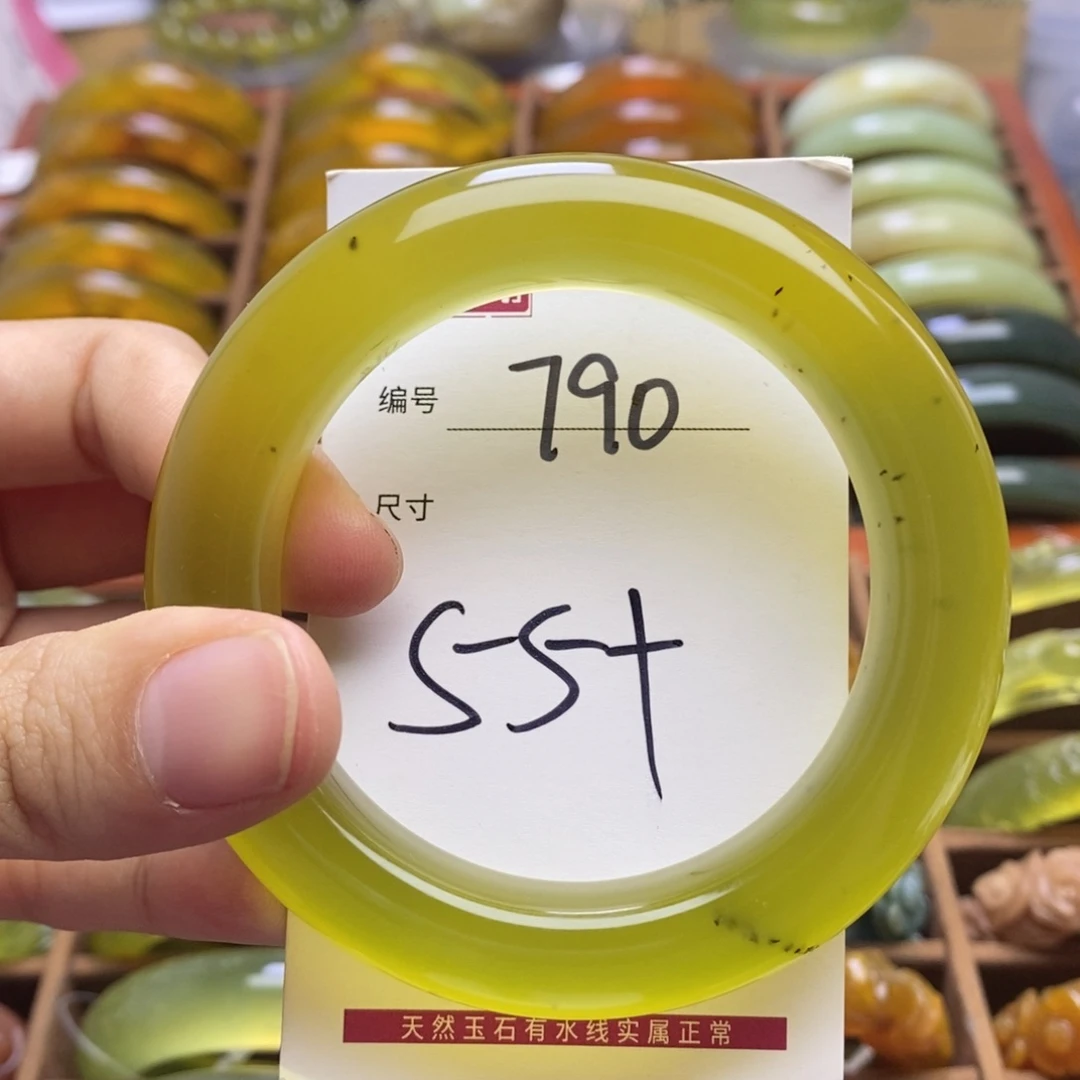 编号 790
尺寸
55+
天然玉石有水线实属正常